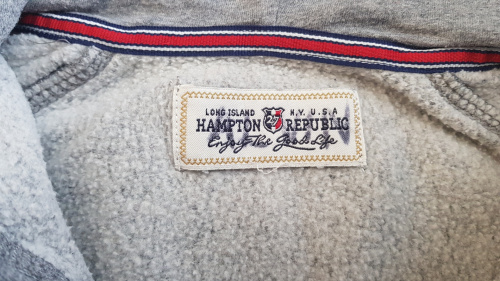 LONG ISLAND N.Y. U.S.A
HAMPTON 27 REPUBLIC
Enjoy The Good Life